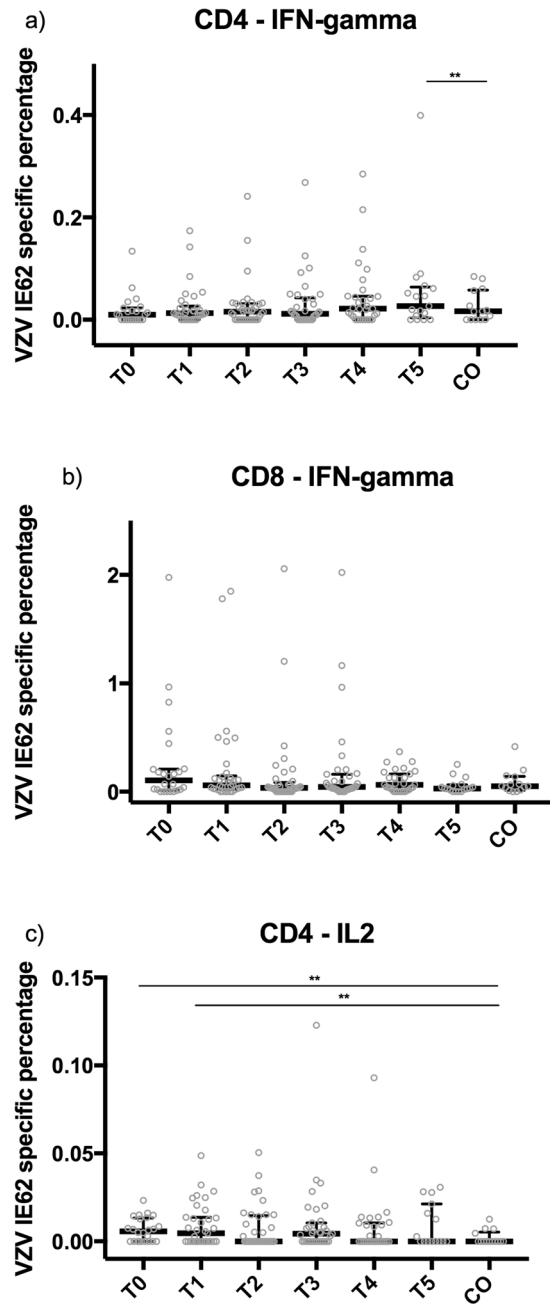 a)
CD4 - IFN-gamma
VZV IE62 specific percentage
**
0.4
0.2
0.0
T0 T1 T2 T3 T4 T5 CO
b)
CD8 - IFN-gamma
VZV IE62 specific percentage
2
1
0
T0 T1 T2 T3 T4 T5 CO
c)
CD4 - IL2
VZV IE62 specific percentage
0.15
**
**
0.10
0.05
0.00
T0 T1 T2 T3 T4 T5 CO